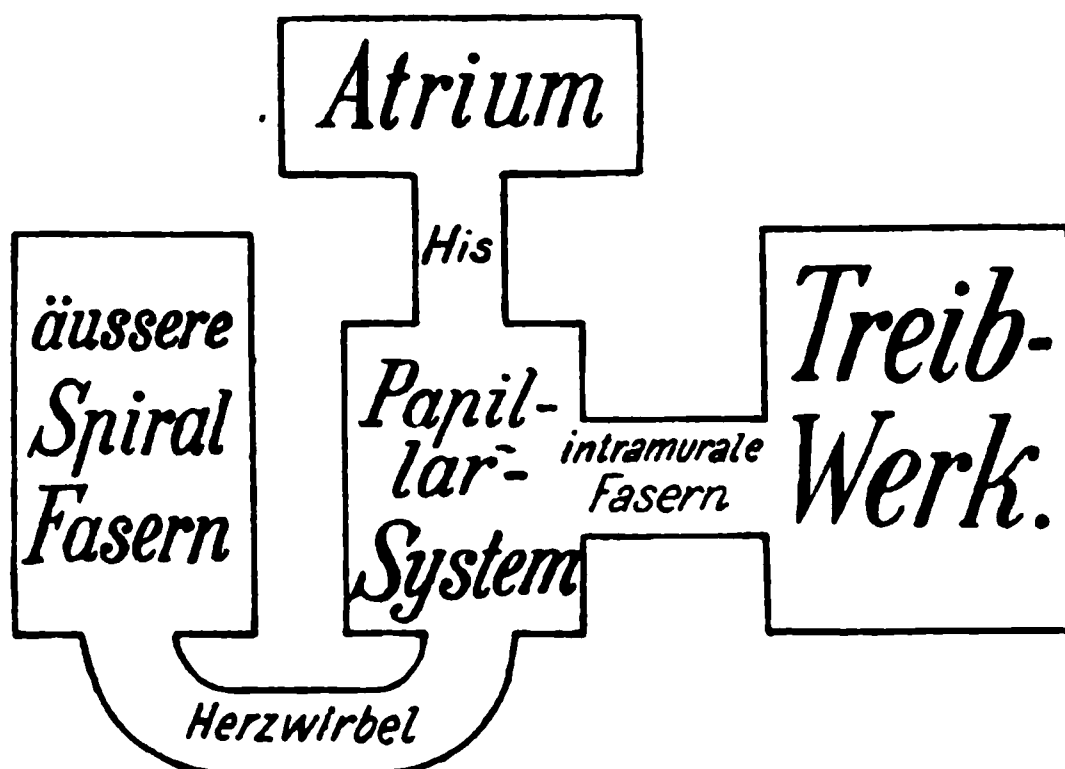 Atrium
His
äussere
Spiral
Fasern
Papil-
lar-
System
intramurale
Fasern
Treib-
Werk.
Herzwirbel